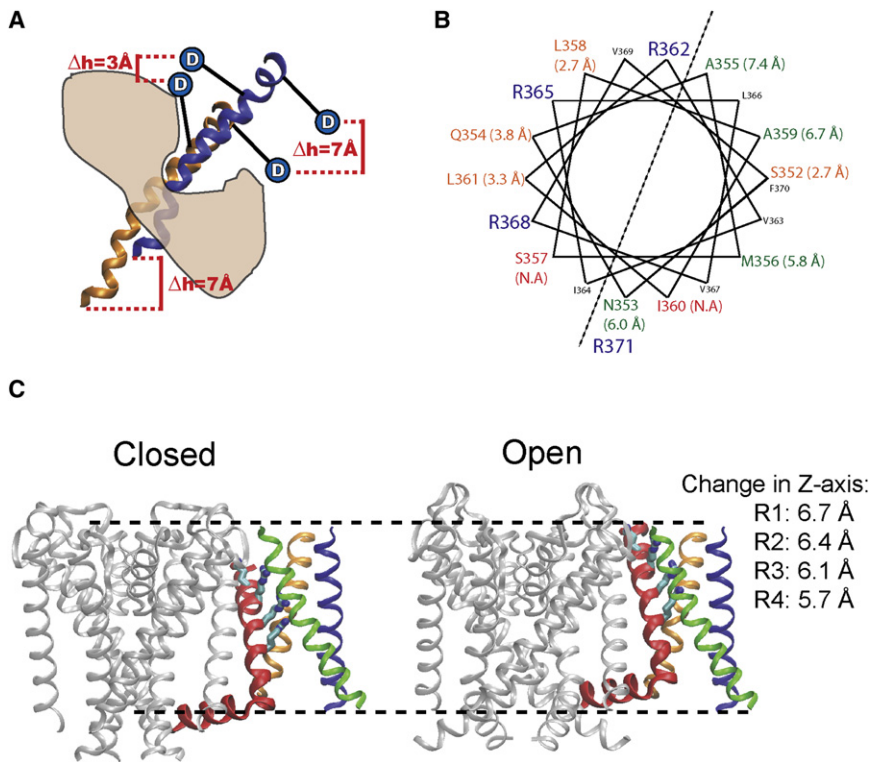 A
Δh=3Å
D
D
D
Δh=7Å
D
Δh=7Å
B
L358
(2.7 Å)
V369
R362
A355 (7.4 Å)
R365
L366
Q354 (3.8 Å)
A359 (6.7 Å)
L361 (3.3 Å)
S352 (2.7 Å)
F370
R368
V363
S357
(N.A)
M356 (5.8 Å)
I364
V367
N353
(6.0 Å)
I360 (N.A)
R371
C
Closed
Open
Change in Z-axis:
R1: 6.7 Å
R2: 6.4 Å
R3: 6.1 Å
R4: 5.7 Å